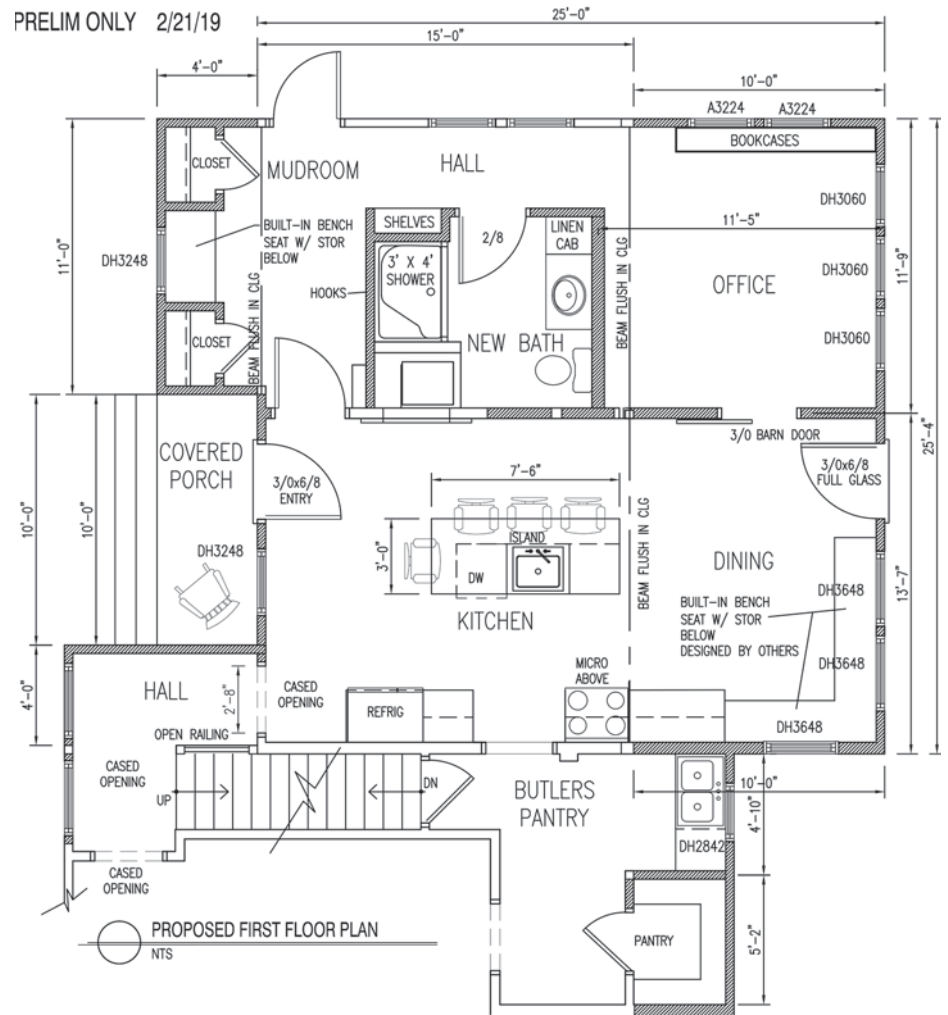 PRELIM ONLY 2/21/19
25'-0"
15'-0"
4'-0"
10'-0"
A3224 A3224
BOOKCASES
CLOSET
MUDROOM
HALL
DH3060
SHELVES
LINEN
CAB
2/8
11'-5"
BUILT-IN BENCH
SEAT W/ STOR
BELOW
11'-0"
DH3248
3' X 4'
SHOWER
HOOKS
BEAM FLUSH IN CLG
BEAM FLUSH IN CLG
OFFICE
DH3060
11'-9"
CLOSET
NEW BATH
DH3060
25'-4"
3/0 BARN DOOR
COVERED
PORCH
3/0x6/8
ENTRY
7'-6"
3/0x6/8
FULL GLASS
10'-0"
10'-0"
3'-0"
ISLAND
DW
BEAM FLUSH IN CLG
DH3248
KITCHEN
DINING
13'-7"
BUILT-IN BENCH
SEAT W/ STOR
BELOW
DESIGNED BY OTHERS
DH3648
DH3648
MICRO
ABOVE
4'-0"
HALL
2'-8"
CASED
OPENING
REFRIG
DH3648
OPEN RAILING
CASED
OPENING
UP
DN
BUTLERS
PANTRY
10'-0"
4'-10"
DH2842
CASED
OPENING
PROPOSED FIRST FLOOR PLAN
NTS
PANTRY
5'-2"